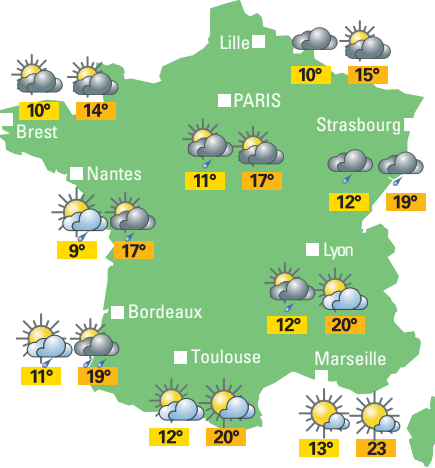 Lille
10° 15°
10° 14°
PARIS
Brest
Strasbourg
11° 17°
Nantes
12° 19°
9° 17°
Lyon
Bordeaux
12° 20°
Toulouse
Marseille
11° 19°
12° 20°
13° 23